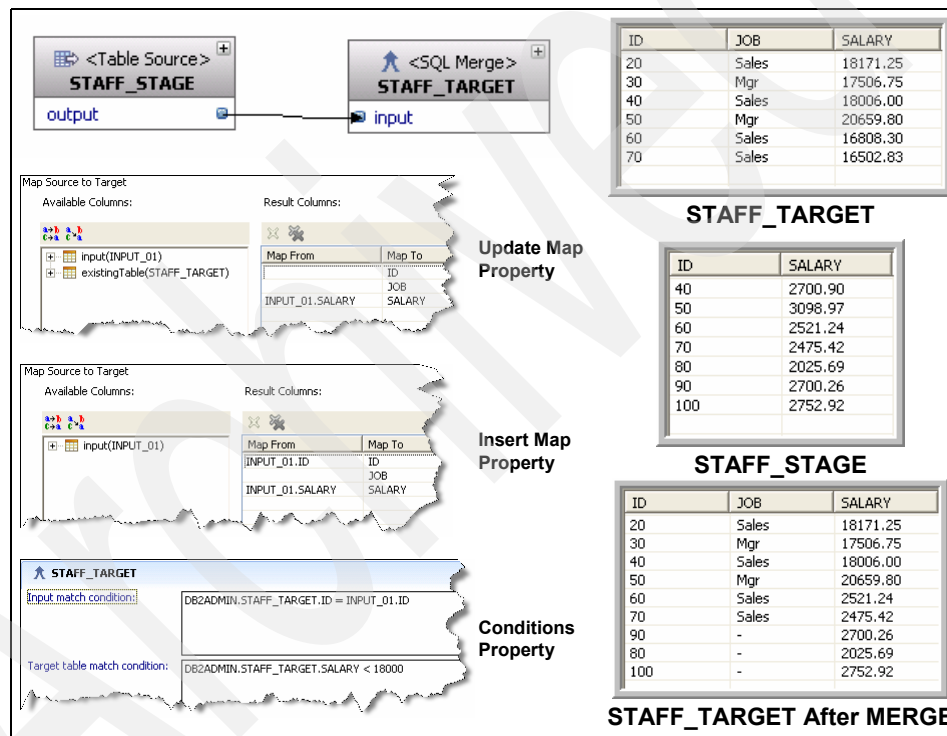 <Table Source>
STAFF_STAGE
output
<SQL Merge>
STAFF_TARGET
input
ID JOB SALARY
20 Sales 18171.25
30 Mgr 17506.75
40 Sales 18006.00
50 Mgr 20659.80
60 Sales 16808.30
70 Sales 16502.83
STAFF_TARGET
Map Source to Target
Available Columns: Result Columns:
input(INPUT_01)
existingTable(STAFF_TARGET)
Map From Map To
ID
JOB
INPUT_01.SALARY SALARY
Update Map
Property
ID SALARY
40 2700.90
50 3098.97
60 2521.24
70 2475.42
80 2025.69
90 2700.26
100 2752.92
STAFF_STAGE
Map Source to Target
Available Columns: Result Columns:
input(INPUT_01)
Map From Map To
INPUT_01.ID ID
JOB
INPUT_01.SALARY SALARY
Insert Map
Property
STAFF_TARGET
Input match condition: DB2ADMIN.STAFF_TARGET.ID = INPUT_01.ID
Target table match condition: DB2ADMIN.STAFF_TARGET.SALARY < 18000
Conditions
Property
ID JOB SALARY
20 Sales 18171.25
30 Mgr 17506.75
40 Sales 18006.00
50 Mgr 20659.80
60 Sales 2521.24
70 Sales 2475.42
90 - 2700.26
80 - 2025.69
100 - 2752.92
STAFF_TARGET After MERGE